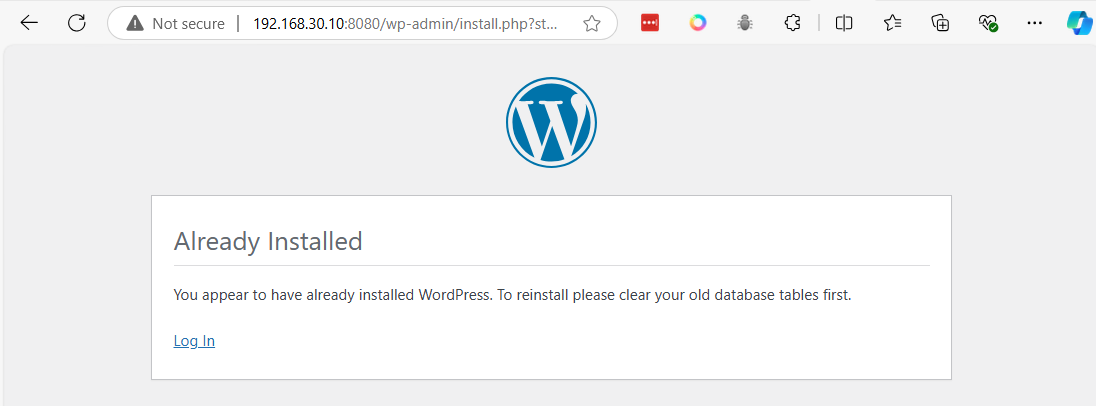 Not secure 192.168.30.10:8080/wp-admin/install.php?st...
W
Already Installed
You appear to have already installed WordPress. To reinstall please clear your old database tables first.
Log In